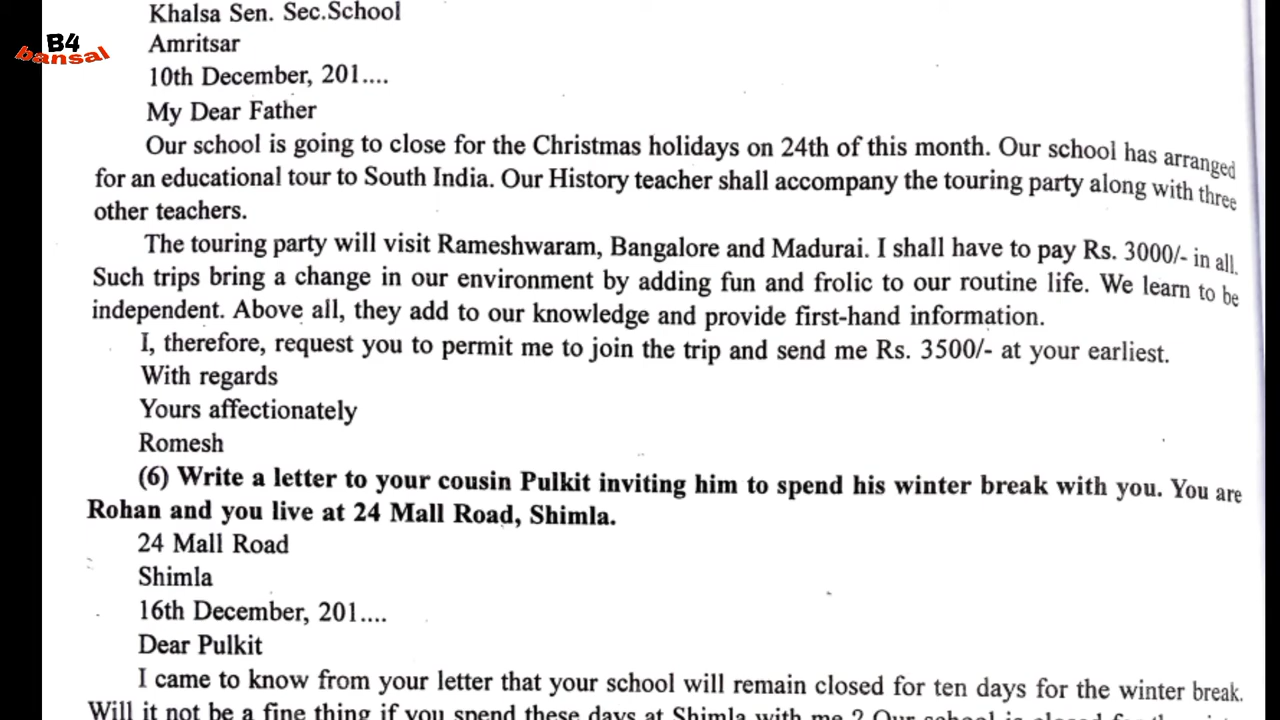 Khalsa Sen. Sec.School
B4
bansal
Amritsar
10th December, 201....
My Dear Father
Our school is going to close for the Christmas holidays on 24th of this month. Our school has arranged
for an educational tour to South India. Our History teacher shall accompany the touring party along with three
other teachers.
The touring party will visit Rameshwaram, Bangalore and Madurai. I shall have to pay Rs. 3000/- in all.
Such trips bring a change in our environment by adding fun and frolic to our routine life. We learn to be
independent. Above all, they add to our knowledge and provide first-hand information.
I, therefore, request you to permit me to join the trip and send me Rs. 3500/- at your earliest.
With regards
Yours affectionately
Romesh
(6) Write a letter to your cousin Pulkit inviting him to spend his winter break with you. You are
Rohan and you live at 24 Mall Road, Shimla.
24 Mall Road
Shimla
16th December, 201....
Dear Pulkit
I came to know from your letter that your school will remain closed for ten days for the winter break.
Will it not be a fine thing if you spend these days at Shimla with me ? Our school is closed for the